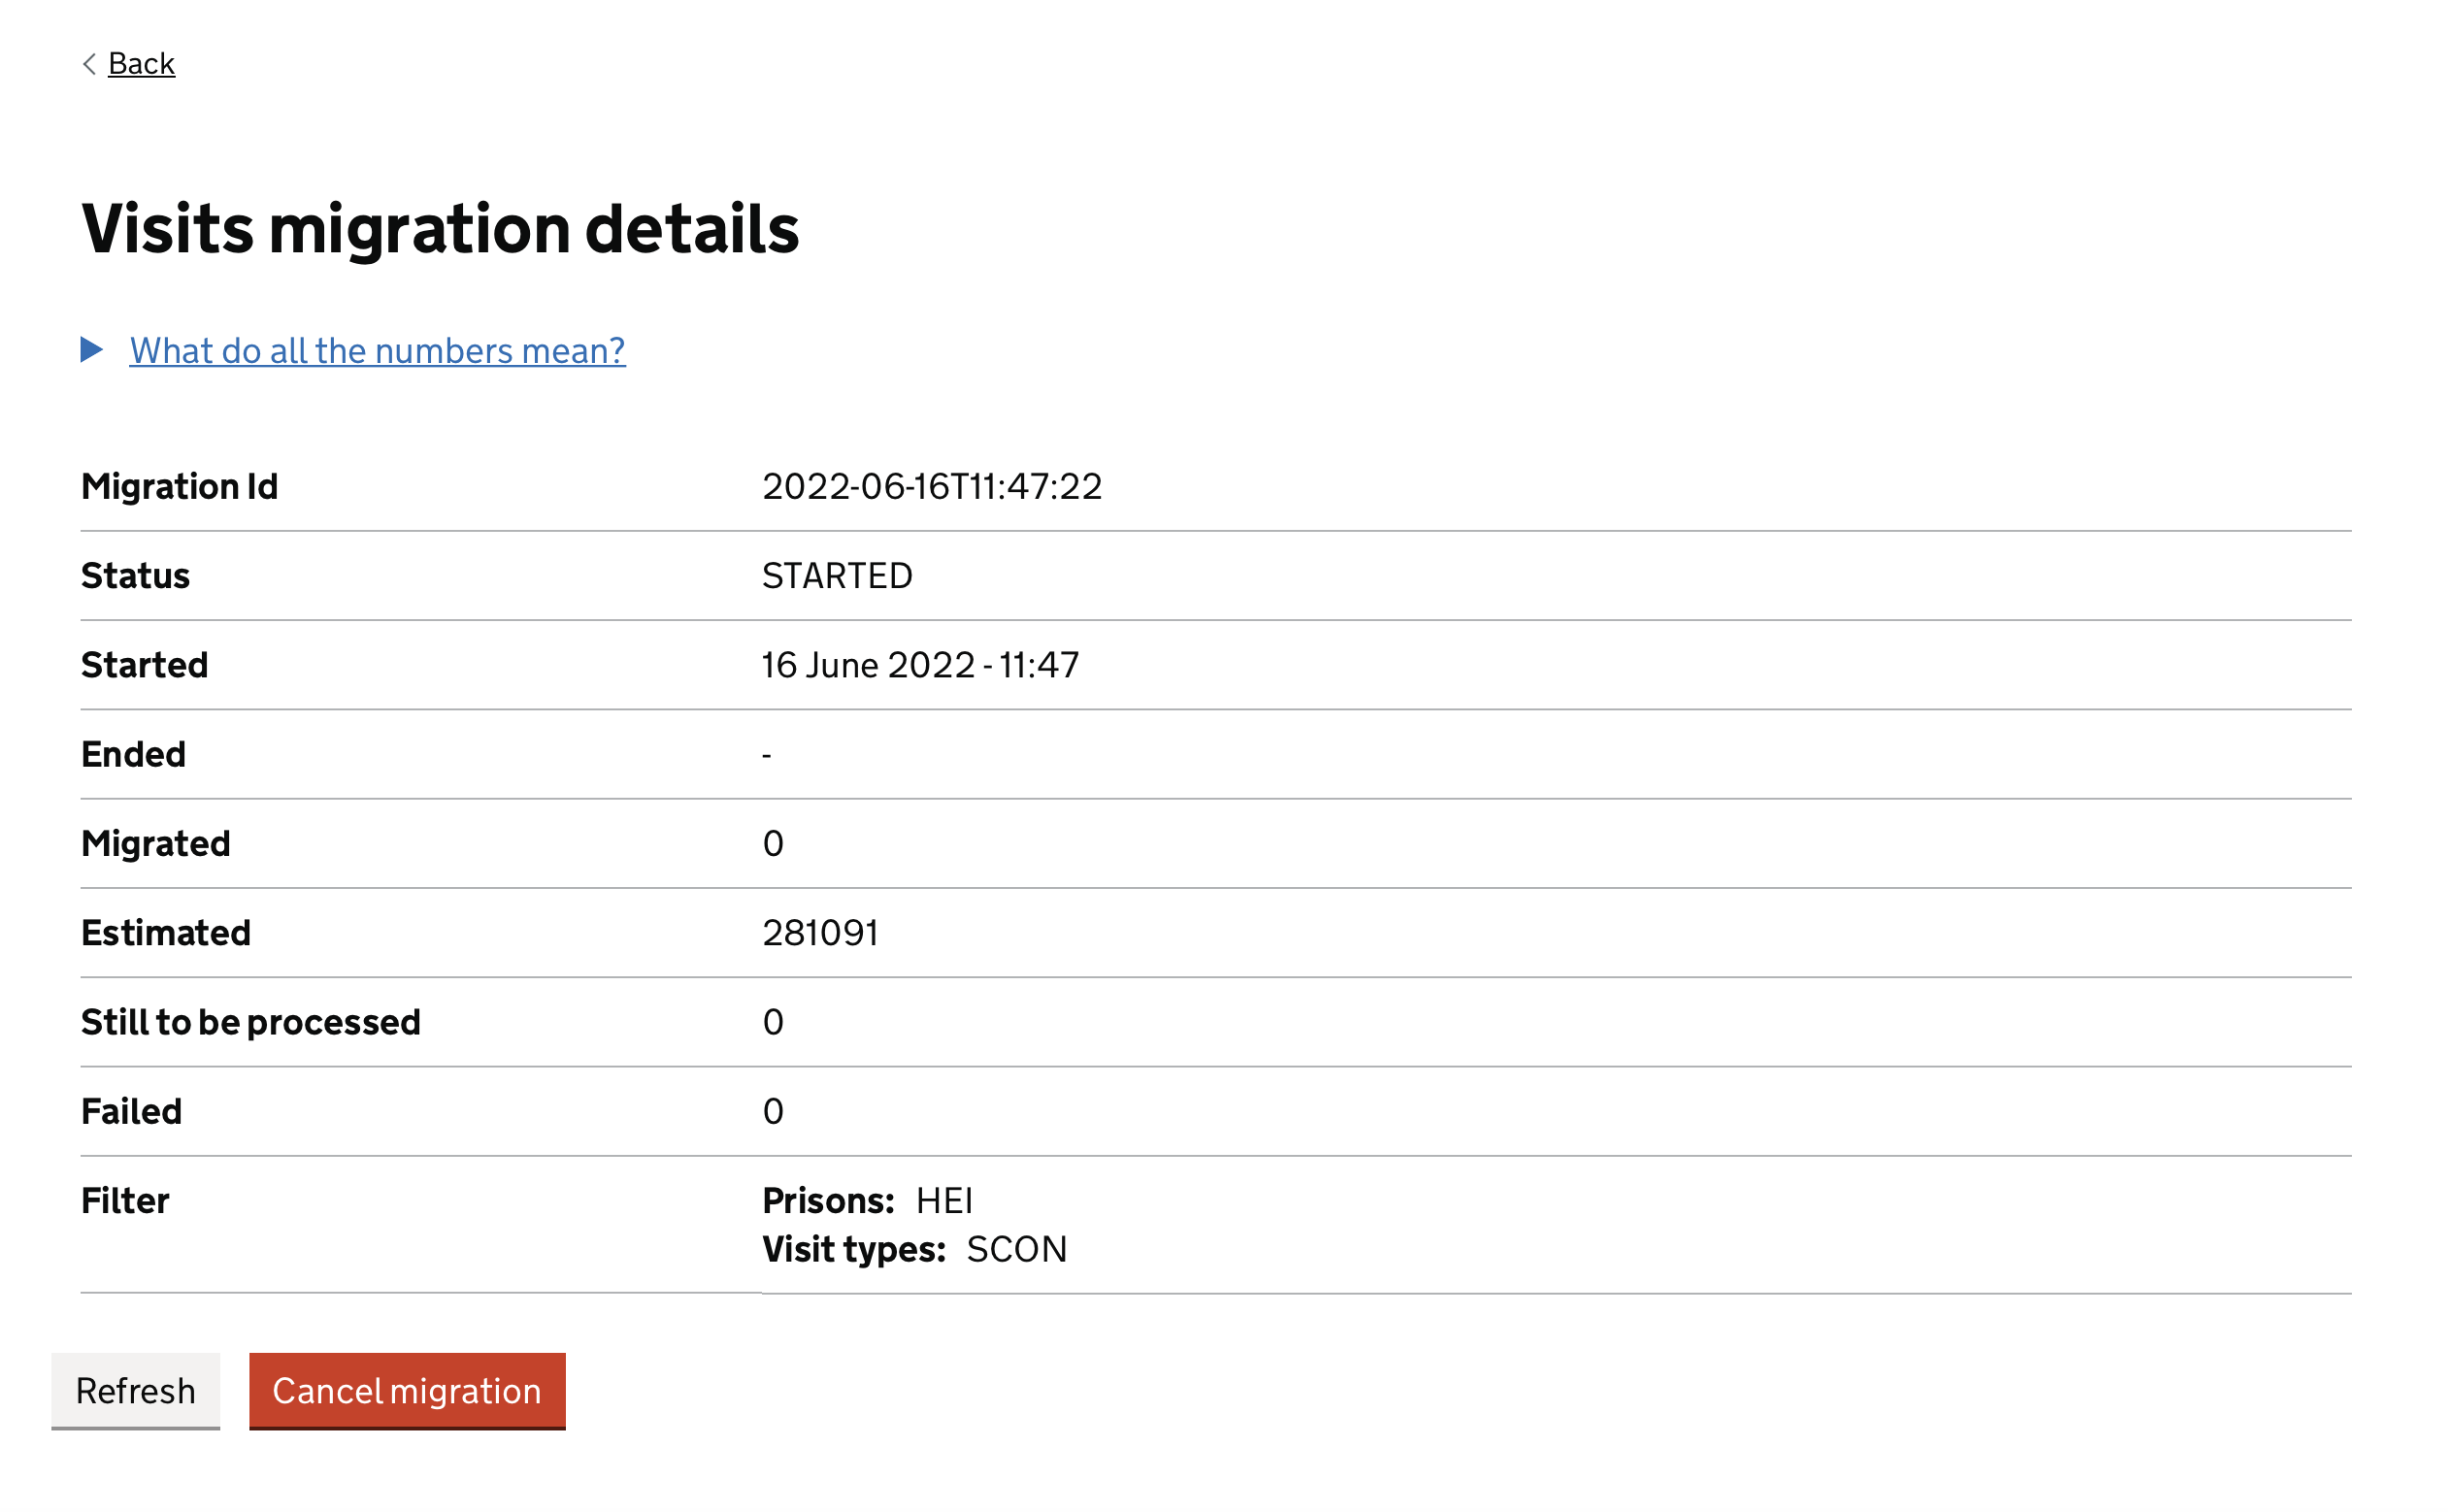 Back
Visits migration details
What do all the numbers mean?
Migration Id 2022-06-16T11:47:22
Status STARTED
Started 16 June 2022 - 11:47
Ended -
Migrated 0
Estimated 281091
Still to be processed 0
Failed 0
Filter Prisons: HEI
Visit types: SCON
Refresh Cancel migration